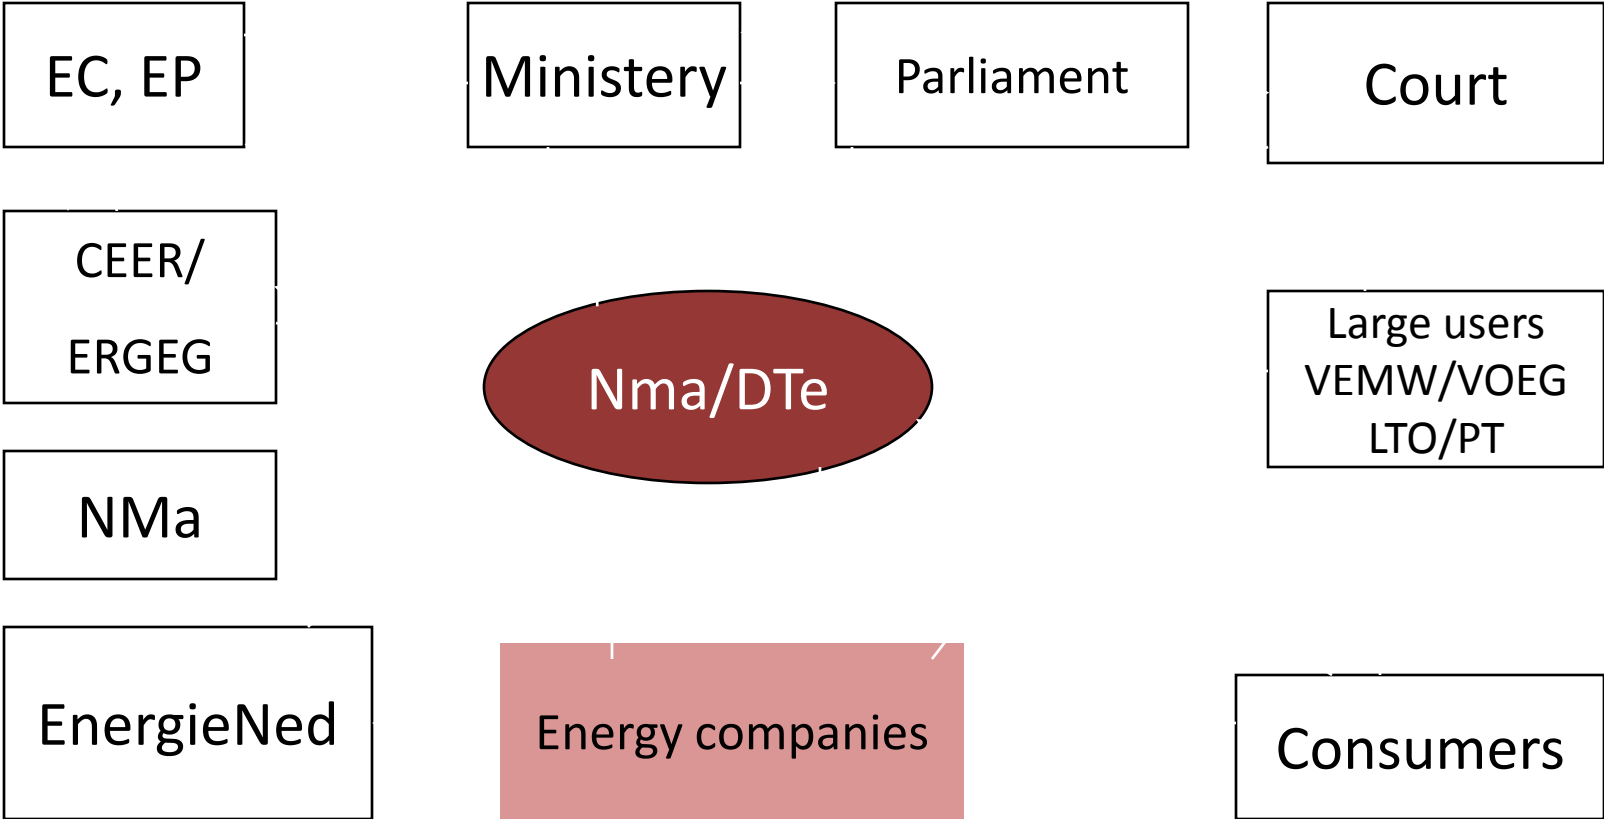 EC, EP
Ministery
Parliament
Court
CEER/
ERGEG
Nma/DTe
Large users
VEMW/VOEG
LTO/PT
NMa
EnergieNed
Energy companies
Consumers